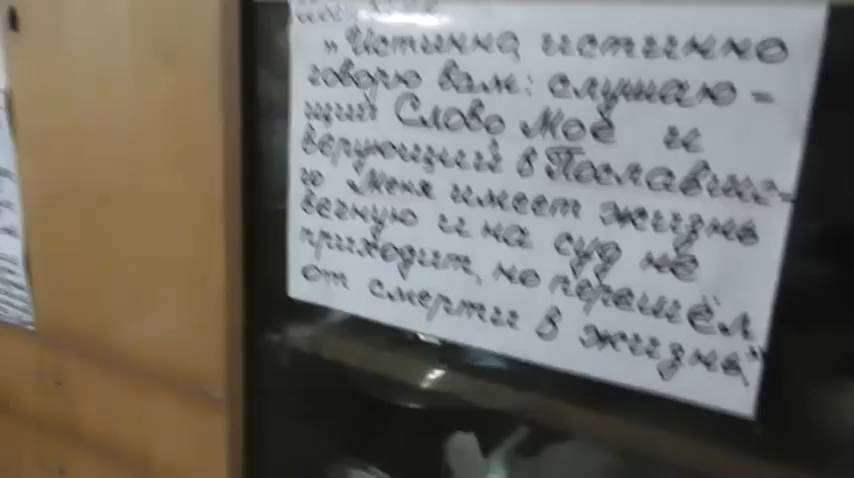 „Истинно, истинно
говорю вам: слушаю-
щий Слово Моё и
верующий в Пославше-
го Меня имеет жизнь
вечную и на суд не
приходит, но перешёл
от смерти в жизнь"